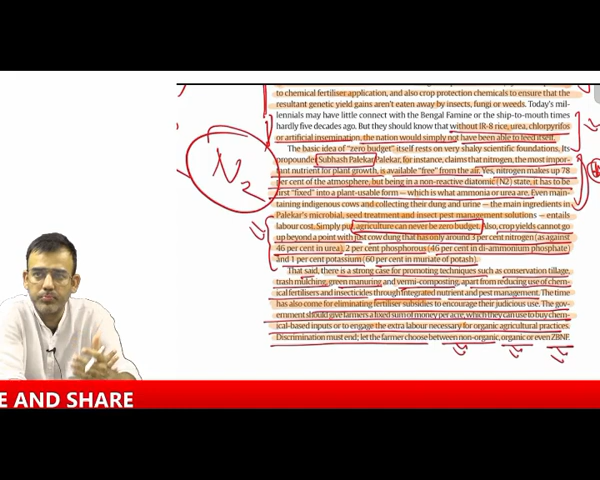 to chemical fertiliser application, and also crop protection chemicals to ensure that the
resultant genetic yield gains aren't eaten away by insects, fungi or weeds. Today's mil-
lennials may have little connect with the Bengal Famine or the ship-to-mouth times
hardly five decades ago. But they should know that without IR-8 rice, urea, chlorpyrifos
or artificial insemination, the nation would simply not have been able to feed itself.
The basic idea of "zero budget" itself rests on very shaky scientific foundations. Its
propounder Subhash Palekar Palekar, for instance, claims that nitrogen, the most impor-
tant nutrient for plant growth, is available "free" from the air. Yes, nitrogen makes up 78
per cent of the atmosphere, but being in a non-reactive diatomic (N2) state, it has to be
first "fixed" into a plant-usable form — which is what ammonia or urea are. Even main-
taining indigenous cows and collecting their dung and urine — the main ingredients in
Palekar's microbial, seed treatment and insect pest management solutions — entails
labour cost. Simply put, agriculture can never be zero budget. Also, crop yields cannot go
up beyond a point with just cow dung that has only around 3 per cent nitrogen (as against
46 per cent in urea), 2 per cent phosphorous (46 per cent in di-ammonium phosphate)
and 1 per cent potassium (60 per cent in muriate of potash).
That said, there is a strong case for promoting techniques such as conservation tillage,
trash mulching, green manuring and vermi-composting, apart from reducing use of chem-
ical fertilisers and insecticides through integrated nutrient and pest management. The time
has also come for eliminating fertiliser subsidies to encourage their judicious use. The gov-
ernment should give farmers a fixed sum of money per acre, which they can use to buy chem-
ical-based inputs or to engage the extra labour necessary for organic agricultural practices.
Discrimination must end; let the farmer choose between non-organic, organic or even ZBNF.
N2
E AND SHARE